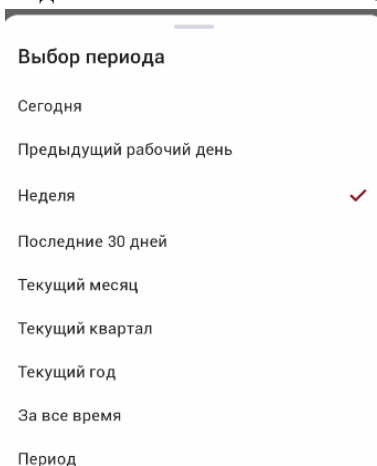 Выбор периода
Сегодня
Предыдущий рабочий день
Неделя
Последние 30 дней
Текущий месяц
Текущий квартал
Текущий год
За все время
Период